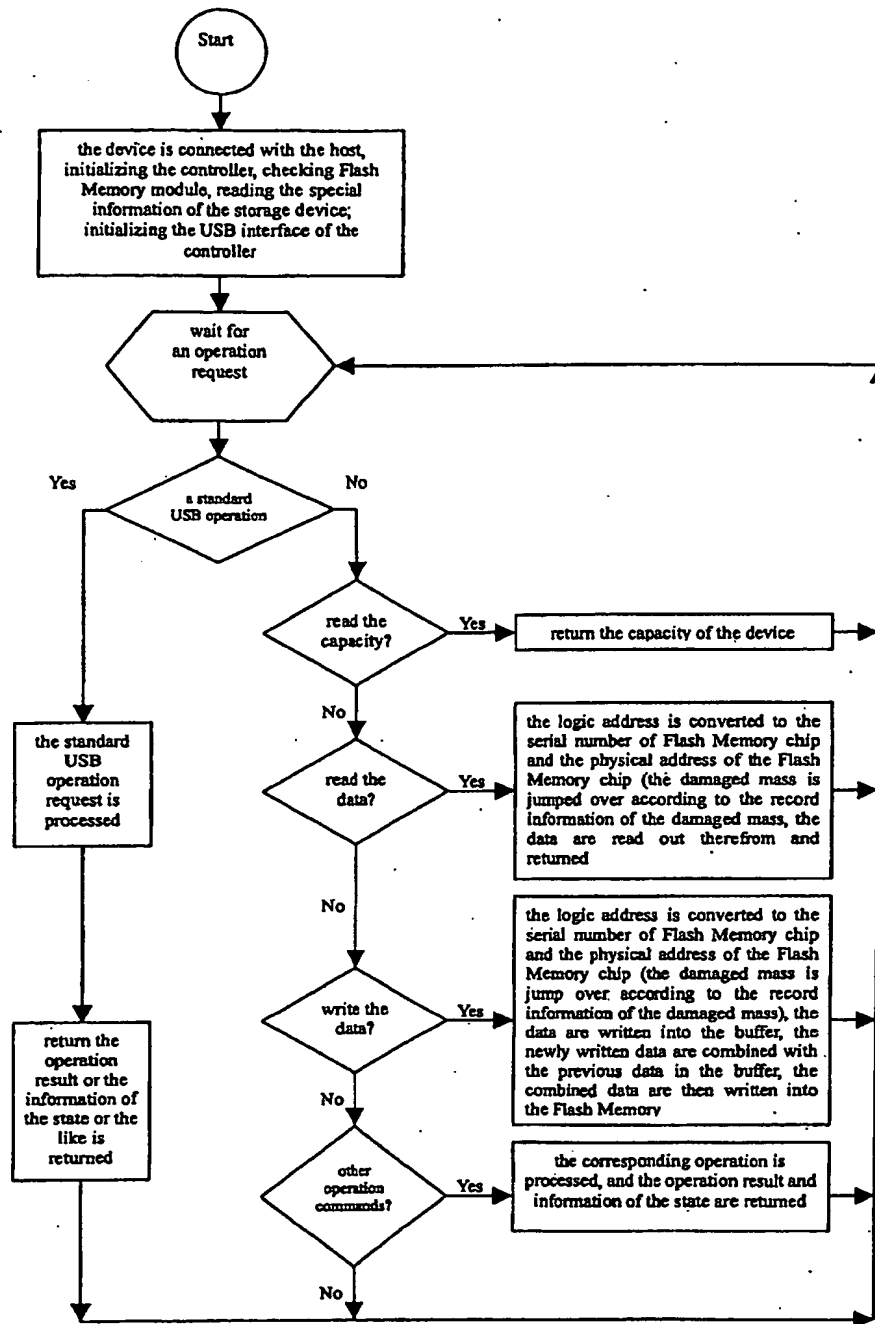 Start
the device is connected with the host,
initializing the controller, checking Flash
Memory module, reading the special
information of the storage device;
initializing the USB interface of the
controller
wait for
an operation
request
Yes
a standard
USB operation
No
read the
capacity?
Yes
return the capacity of the device
No
the standard
USB
operation
request is
processed
read the
data?
Yes
the logic address is converted to the
serial number of Flash Memory chip
and the physical address of the Flash
Memory chip (the damaged mass is
jumped over according to the record
information of the damaged mass, the
data are read out therefrom and
returned
No
write the
data?
Yes
the logic address is converted to the
serial number of Flash Memory chip
and the physical address of the Flash
Memory chip (the damaged mass is
jump over according to the record
information of the damaged mass), the
data are written into the buffer, the
newly written data are combined with
the previous data in the buffer, the
combined data are then written into
the Flash Memory
return the
operation
result or the
information of
the state or the
like is
returned
No
other
operation
commands?
Yes
the corresponding operation is
processed, and the operation result and
information of the state are returned
No